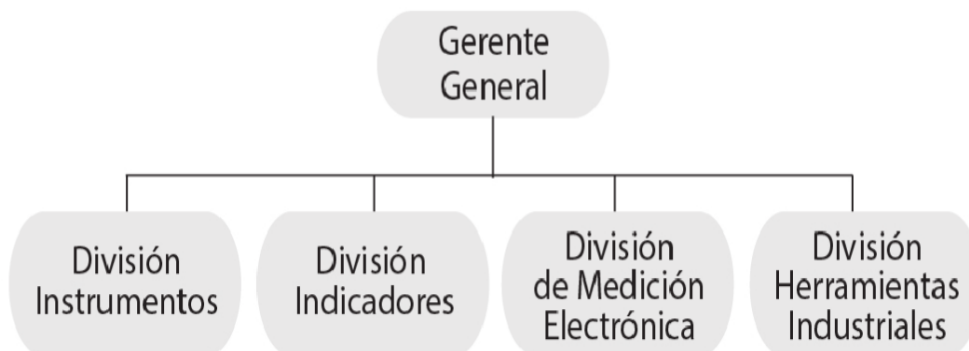 Gerente
General
División
Instrumentos
División
Indicadores
División
de Medición
Electrónica
División
Herramientas
Industriales